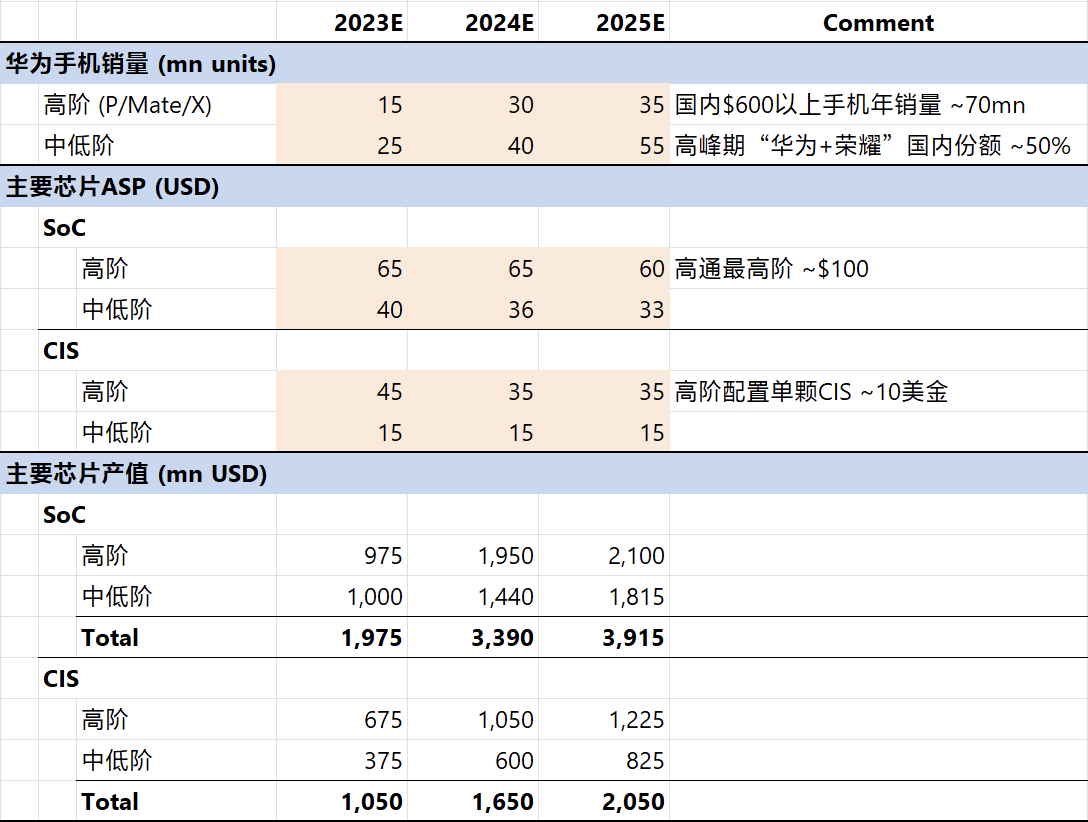 2023E 2024E 2025E Comment
华为手机销量 (mn units)
高阶 (P/Mate/X) 15 30 35 国内$600以上手机年销量 ~70mn
中低阶 25 40 55 高峰期“华为+荣耀”国内份额 ~50%
主要芯片ASP (USD)
SoC
高阶 65 65 60 高通最高阶 ~$100
中低阶 40 36 33
CIS
高阶 45 35 35 高阶配置单颗CIS ~10美金
中低阶 15 15 15
主要芯片产值 (mn USD)
SoC
高阶 975 1,950 2,100
中低阶 1,000 1,440 1,815
Total 1,975 3,390 3,915
CIS
高阶 675 1,050 1,225
中低阶 375 600 825
Total 1,050 1,650 2,050